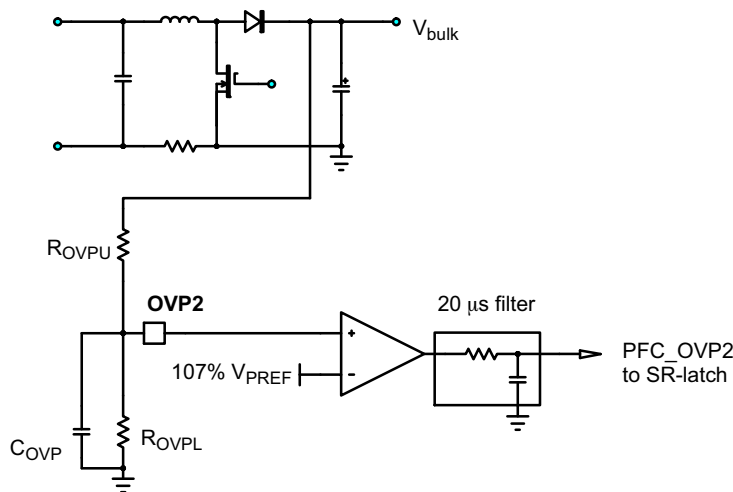 V_bulk
R_OVPU
OVP2
20 μs filter
107% V_PREF
PFC_OVP2
to SR-latch
C_OVP
R_OVPL